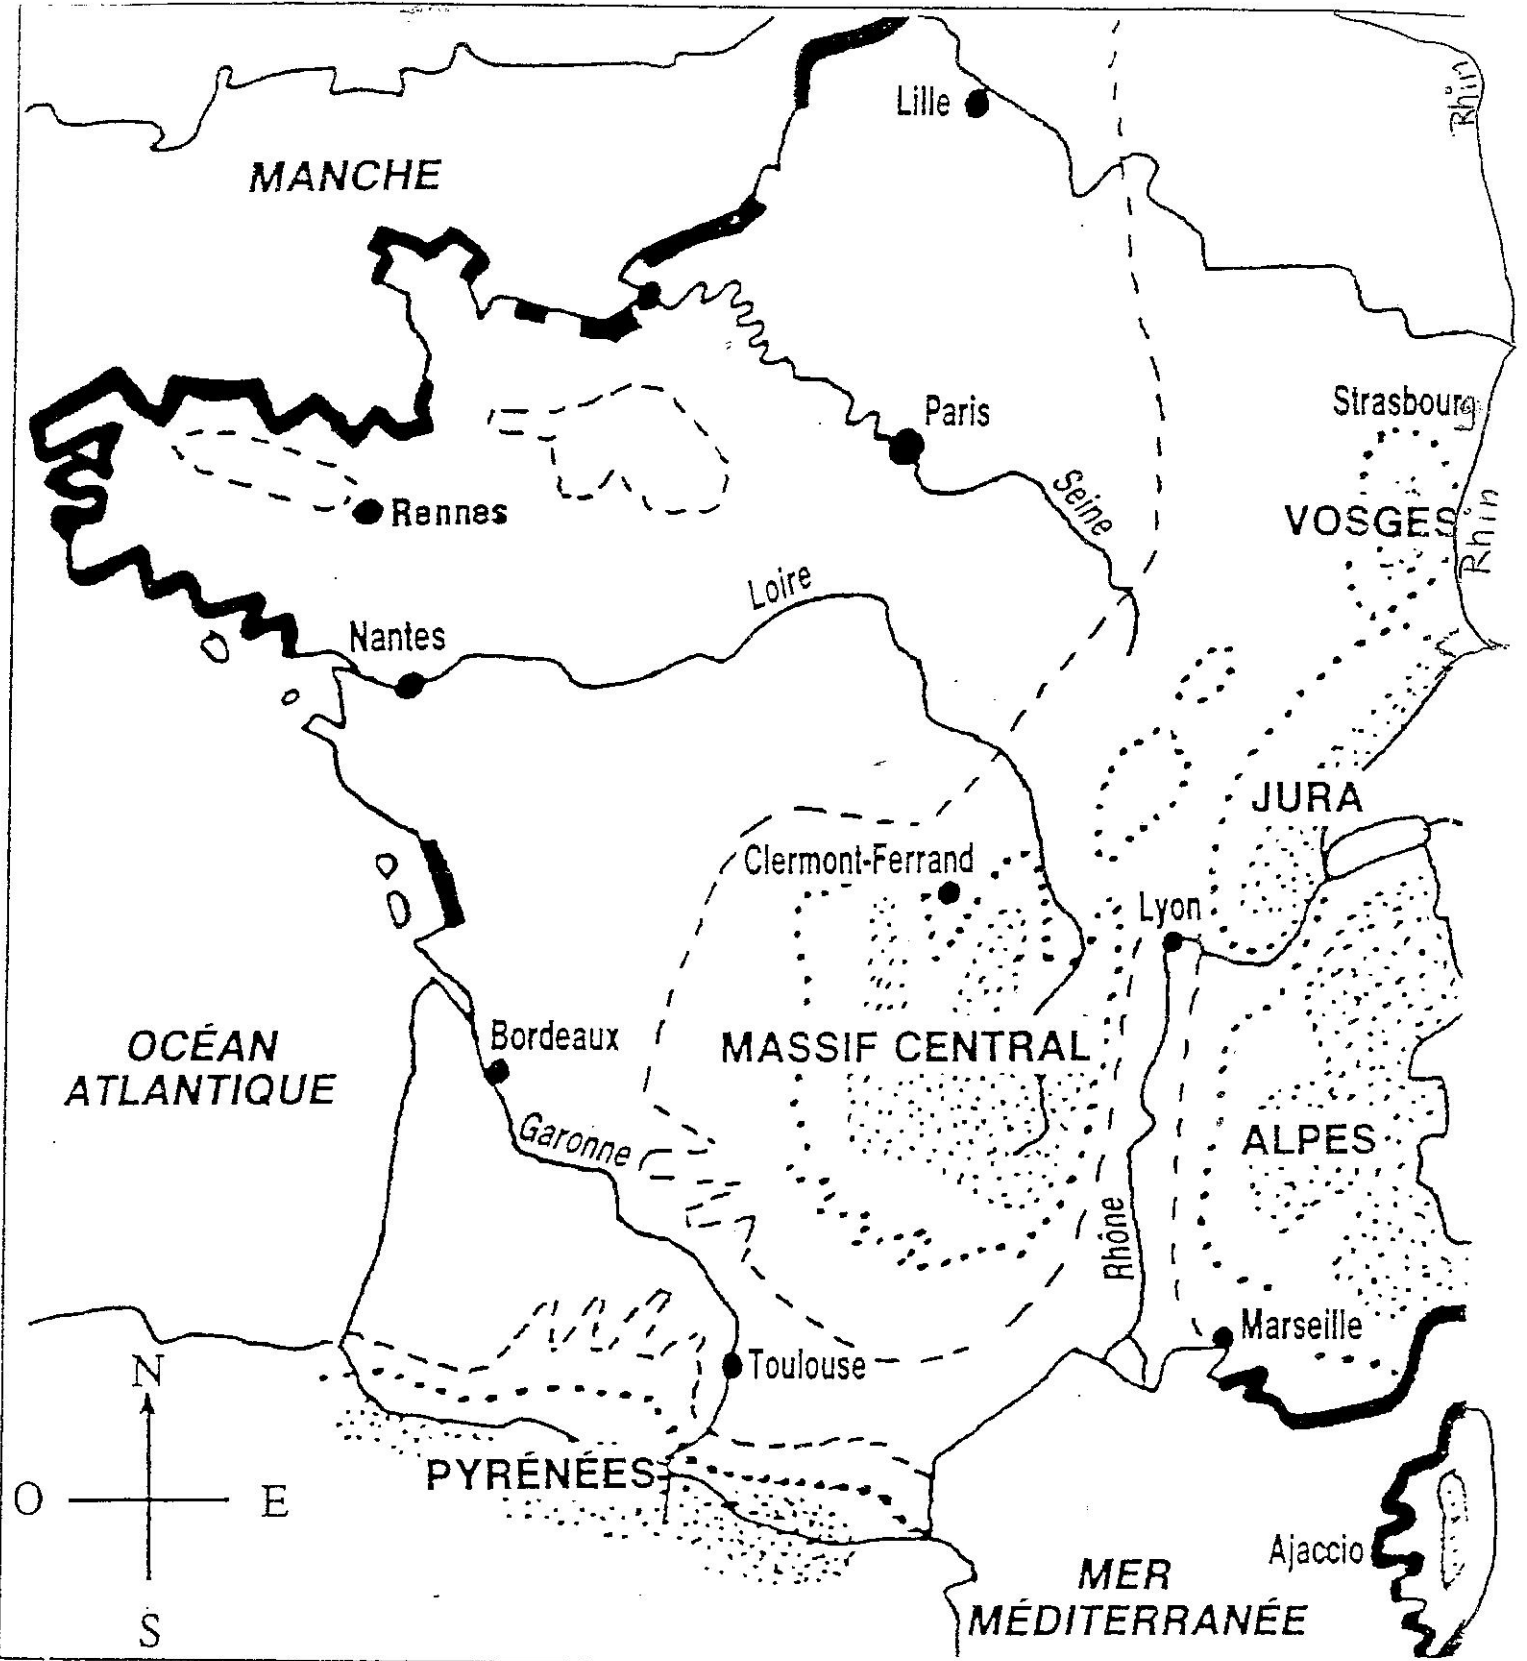 Rhin
Lille
MANCHE
Paris
Strasbourg
Seine
VOSGES
Rhin
Rennes
Loire
Nantes
JURA
Clermont-Ferrand
Lyon
OCÉAN
ATLANTIQUE
Bordeaux
MASSIF CENTRAL
Garonne
ALPES
Rhône
Marseille
Toulouse
N
PYRÉNÉES
O
E
S
Ajaccio
MER
MÉDITERRANÉE